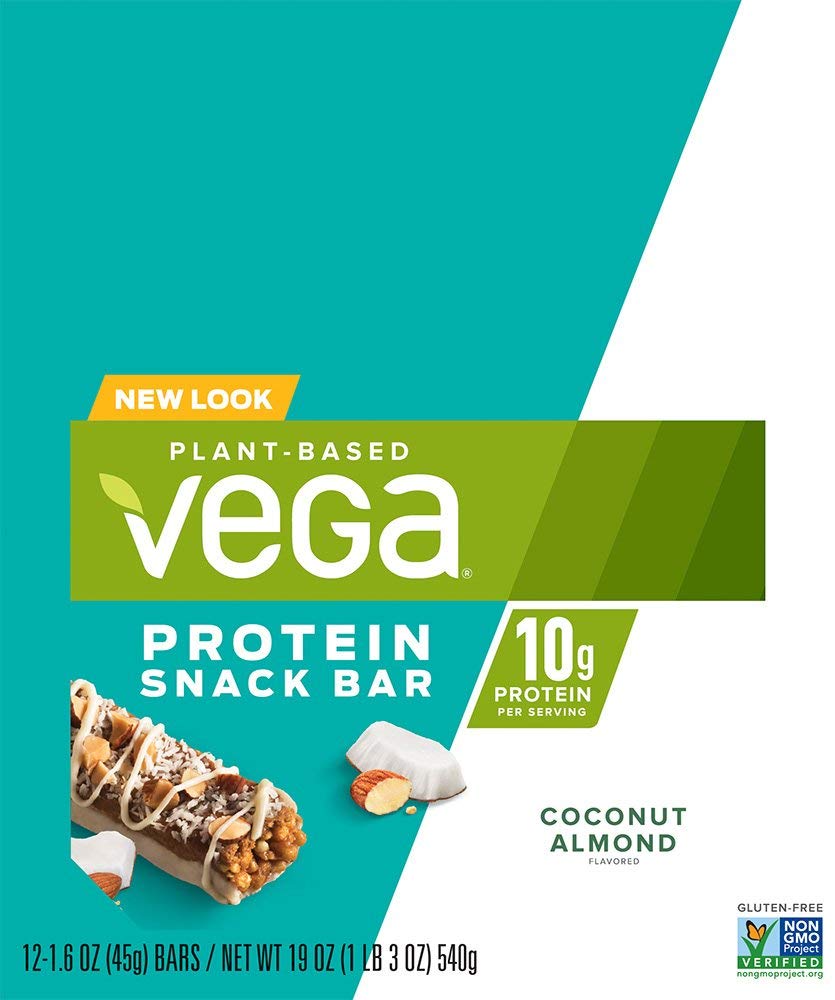 NEW LOOK
PLANT-BASED
vega®
PROTEIN
SNACK BAR
10g
PROTEIN
PER SERVING
COCONUT
ALMOND
FLAVORED
GLUTEN-FREE
NON
GMO
Project
VERIFIED
nongmoproject.org
12-1.6 OZ (45g) BARS / NET WT 19 OZ (1 LB 3 OZ) 540g